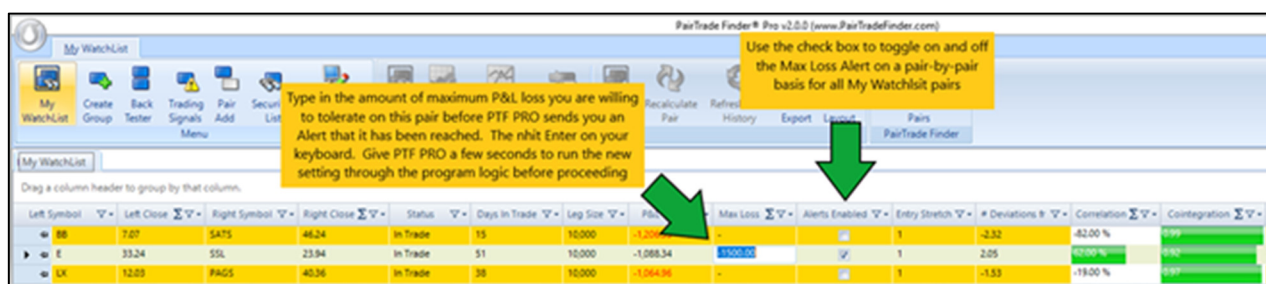 PairTrade Finder® Pro v2.0.0 (www.PairTradeFinder.com)
My WatchList
Use the check box to toggle on and off
the Max Loss Alert on a pair-by-pair
basis for all My Watchlsit pairs
Type in the amount of maximum P&L loss you are willing
to tolerate on this pair before PTF PRO sends you an
Alert that it has been reached. The nhit Enter on your
keyboard. Give PTF PRO a few seconds to run the new
setting through the program logic before proceeding
My WatchList Create Group Back Tester Trading Signals Pair Add Recalculate Pair History Export Layout Pairs
Menu PairTrade Finder
My WatchList
Drag a column header to group by that column.
Left Symbol Left Close Σ Right Symbol Right Close Σ Status Days In Trade Leg Size Max Loss Σ Alerts Enabled Entry Stretch # Deviations fr Correlation Σ Cointegration Σ
BB 7.07 SATS 46.24 In Trade 15 10,000 - 1 -2.32 -82.00 % 0.99
E 33.24 SSL 23.94 In Trade 51 10,000 -1,088.34 -1500.00 1 2.05 62.00 % 0.92
LX 12.03 PAGS 40.36 In Trade 38 10,000 -1,064.96 - 1 -1.53 -19.00 % 0.97